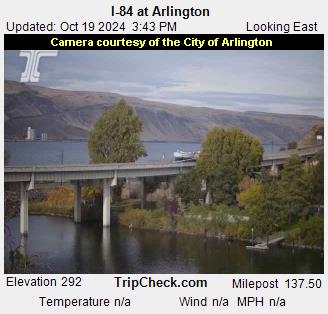 I-84 at Arlington
Updated: Oct 19 2024 3:43 PM Looking East
Camera courtesy of the City of Arlington
Elevation 292 TripCheck.com Milepost 137.50
Temperature n/a Wind n/a MPH n/a